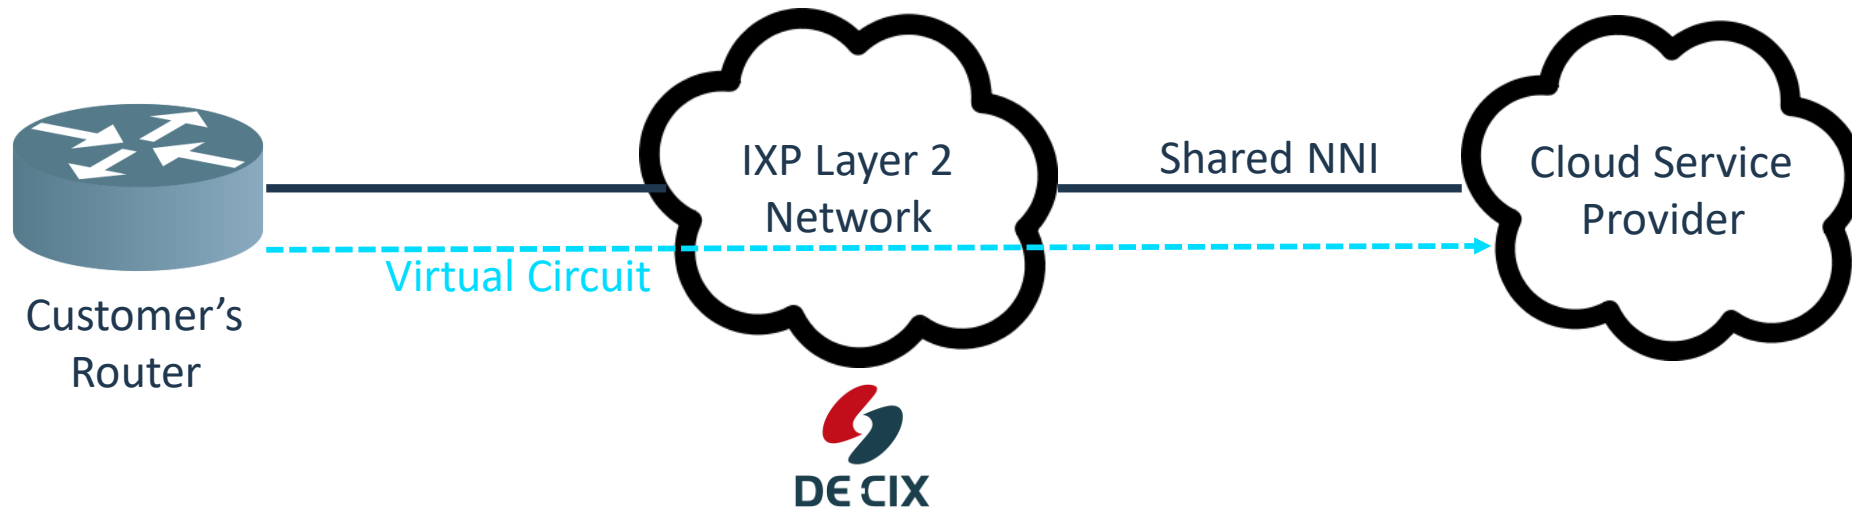 Customer’s
Router
Virtual Circuit
IXP Layer 2
Network
DE CIX
Shared NNI
Cloud Service
Provider